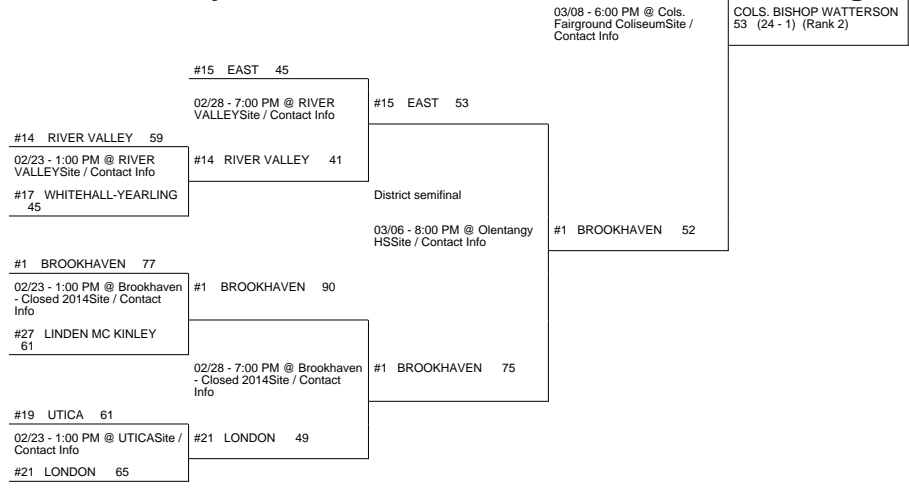 03/08 - 6:00 PM @ Cols.
Fairground ColiseumSite /
Contact Info
COLS. BISHOP WATTERSON
53 (24 - 1) (Rank 2)
#15 EAST 45
02/28 - 7:00 PM @ RIVER
VALLEYSite / Contact Info
#15 EAST 53
#14 RIVER VALLEY 59
02/23 - 1:00 PM @ RIVER
VALLEYSite / Contact Info
#14 RIVER VALLEY 41
#17 WHITEHALL-YEARLING
45
District semifinal
03/06 - 8:00 PM @ Olentangy
HSSite / Contact Info
#1 BROOKHAVEN 52
#1 BROOKHAVEN 77
02/23 - 1:00 PM @ Brookhaven
- Closed 2014Site / Contact
Info
#1 BROOKHAVEN 90
#27 LINDEN MC KINLEY
61
02/28 - 7:00 PM @ Brookhaven
- Closed 2014Site / Contact
Info
#1 BROOKHAVEN 75
#19 UTICA 61
02/23 - 1:00 PM @ UTICASite /
Contact Info
#21 LONDON 49
#21 LONDON 65